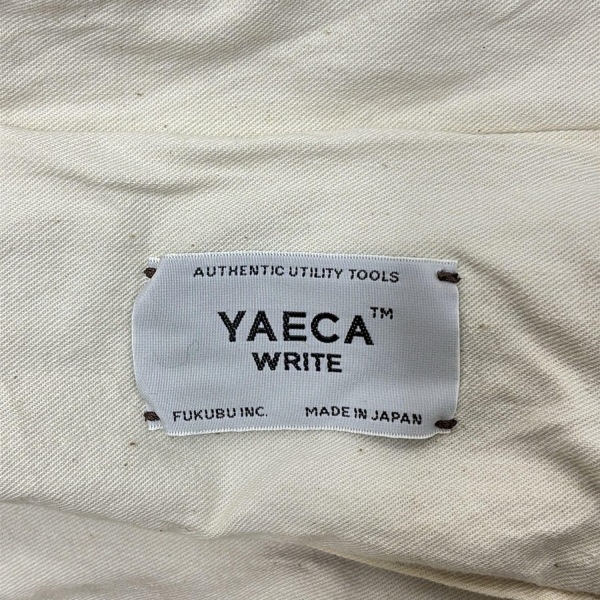 AUTHENTIC UTILITY TOOLS
YAECA™
WRITE
FUKUBU INC. MADE IN JAPAN